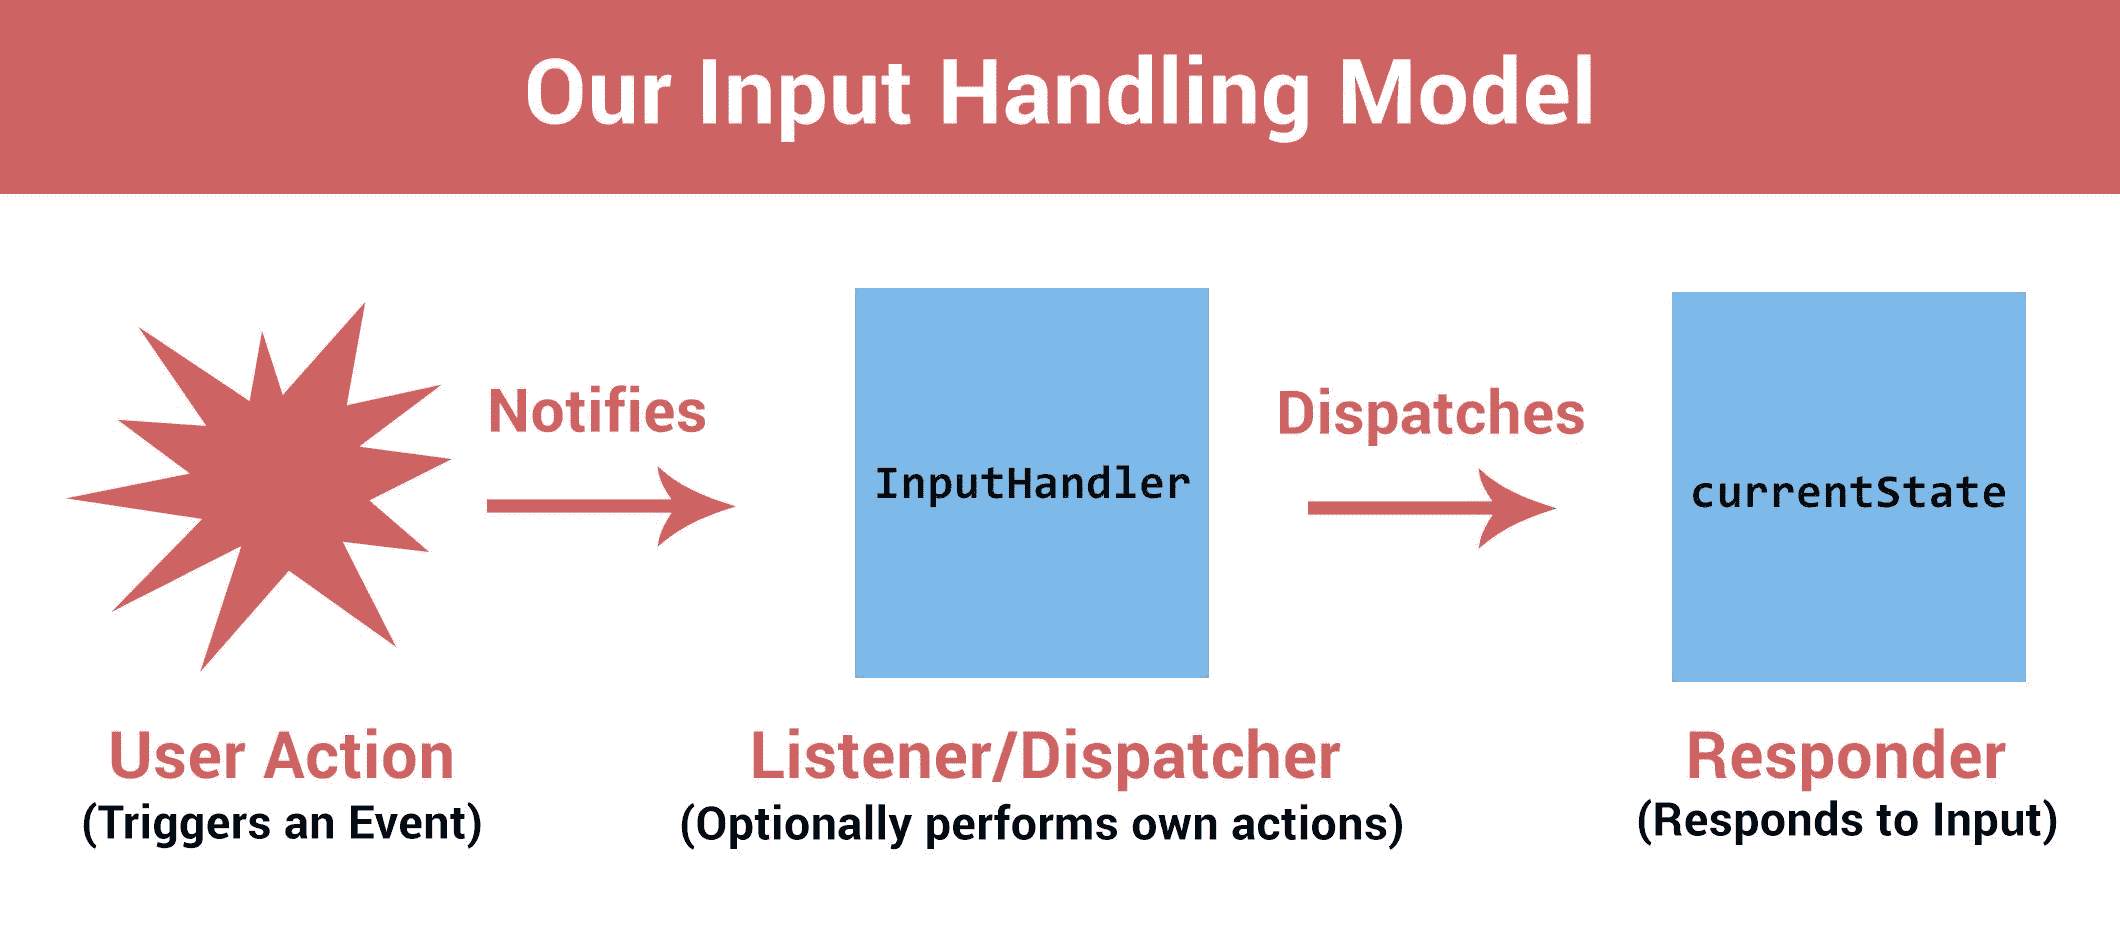 Our Input Handling Model
Notifies
Dispatches
InputHandler
currentState
User Action
(Triggers an Event)
Listener/Dispatcher
(Optionally performs own actions)
Responder
(Responds to Input)